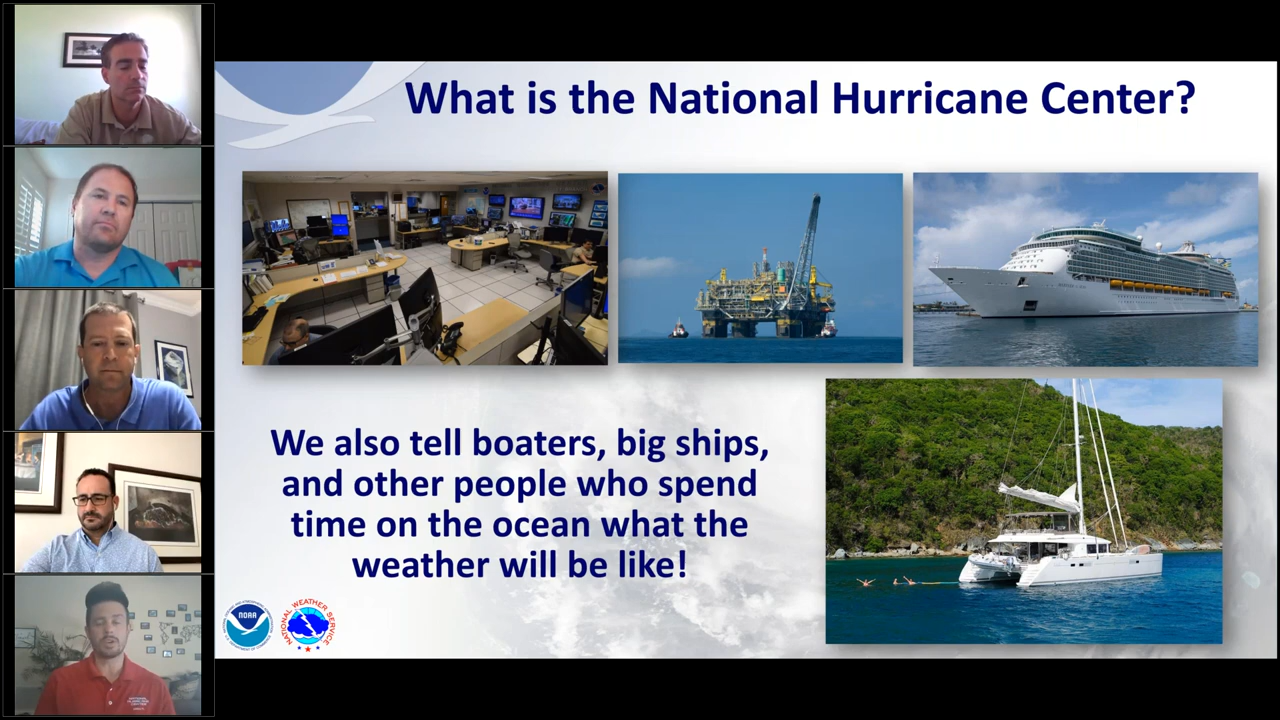 What is the National Hurricane Center?
We also tell boaters, big ships,
and other people who spend
time on the ocean what the
weather will be like!
NOAA
NATIONAL WEATHER SERVICE